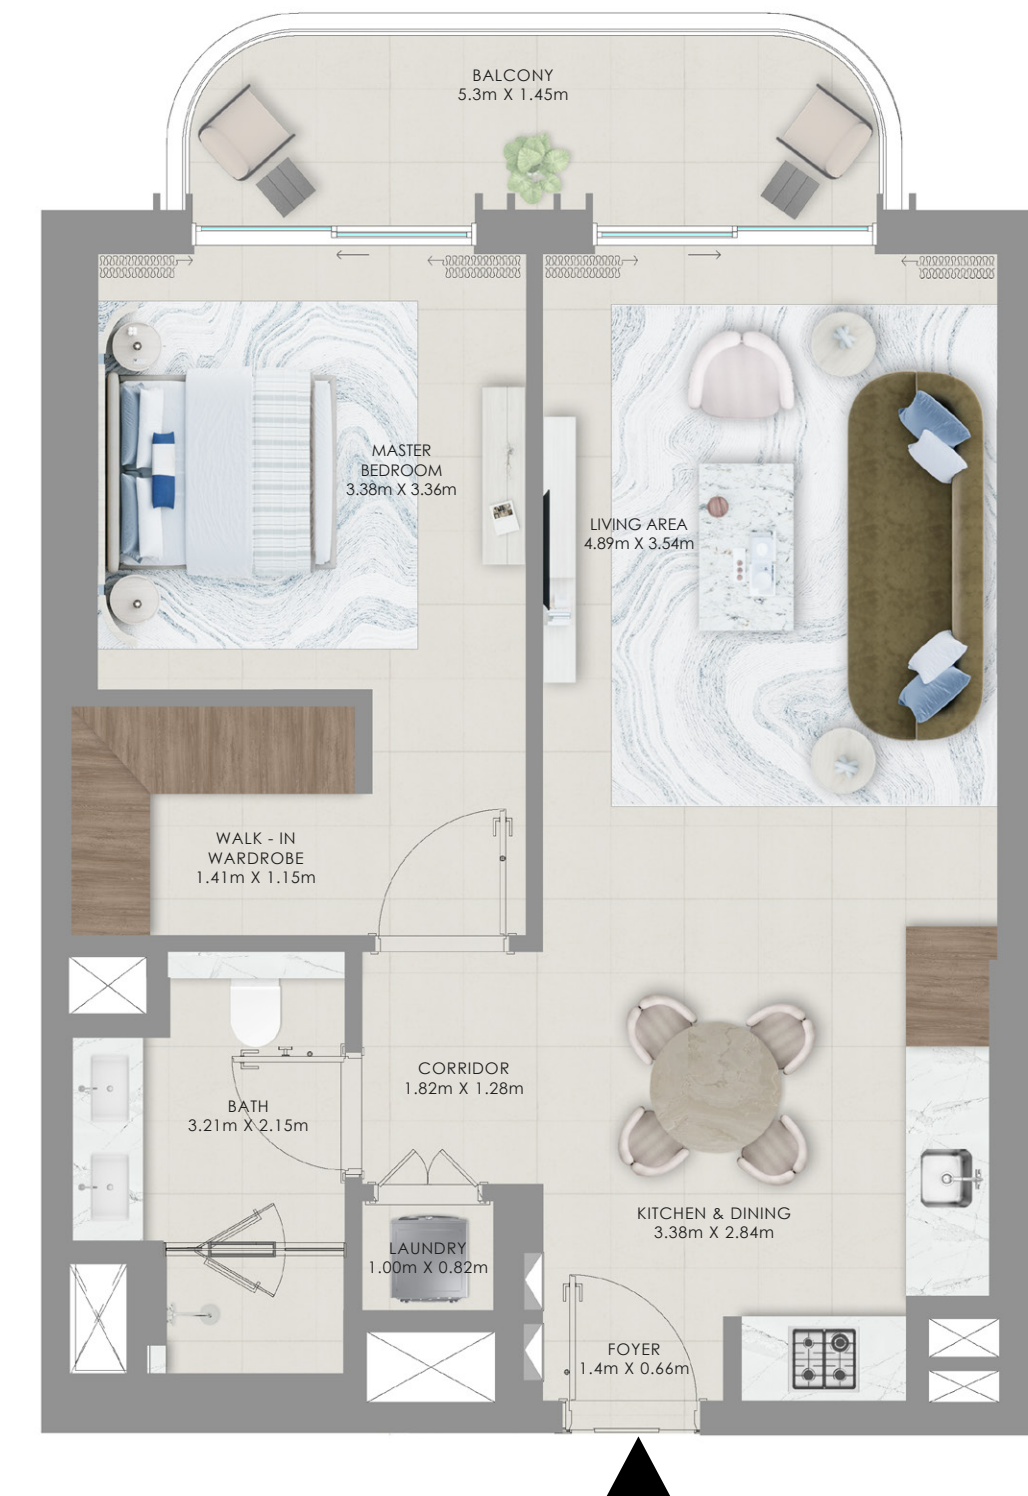 BALCONY
5.3m X 1.45m
MASTER
BEDROOM
3.38m X 3.36m
LIVING AREA
4.89m X 3.54m
WALK - IN
WARDROBE
1.41m X 1.15m
CORRIDOR
1.82m X 1.28m
BATH
3.21m X 2.15m
KITCHEN & DINING
3.38m X 2.84m
LAUNDRY
1.00m X 0.82m
FOYER
1.4m X 0.66m